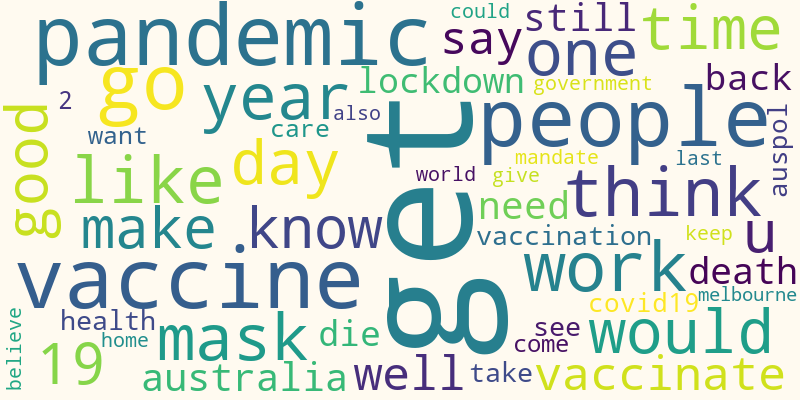 could
pandemic
say
still
time
one
go
year
lockdown
government
back
2
also
people
want
care
get
good
like
day
mandate
last
auspol
world
give
think
make
know
need
vaccination
keep
u
vaccine
work
death
covid19
melbourne
believe
health
home
mask
die
see
come
would
19
australia
well
take
vaccinate